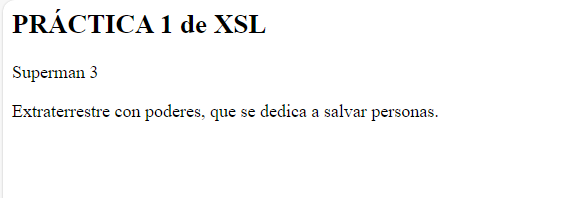 PRÁCTICA 1 de XSL
Superman 3
Extraterrestre con poderes, que se dedica a salvar personas.